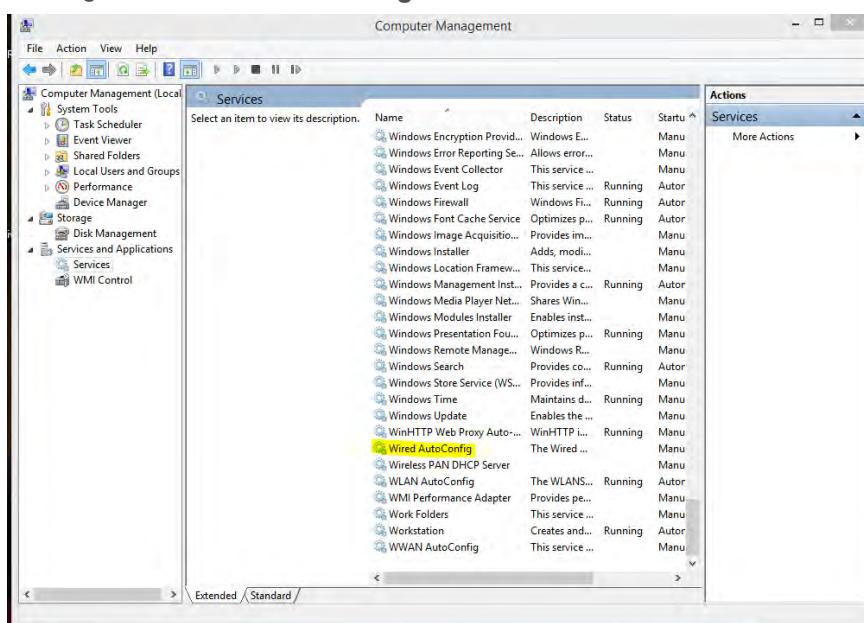 Computer Management
File Action View Help
Computer Management (Local
System Tools
Task Scheduler
Event Viewer
Shared Folders
Local Users and Groups
Performance
Device Manager
Storage
Disk Management
Services and Applications
Services
WMI Control
Services
Select an item to view its description.
Name Description Status Startu
Windows Encryption Provid... Windows E... Manu
Windows Error Reporting Se... Allows error... Manu
Windows Event Collector This service ... Manu
Windows Event Log This service ... Running Autor
Windows Firewall Windows Fi... Running Autor
Windows Font Cache Service Optimizes p... Running Autor
Windows Image Acquisitio... Provides im... Manu
Windows Installer Adds, modi... Manu
Windows Location Framew... This service... Manu
Windows Management Inst... Provides a c... Running Autor
Windows Media Player Net... Shares Win... Manu
Windows Modules Installer Enables inst... Manu
Windows Presentation Fou... Optimizes p... Running Manu
Windows Remote Manage... Windows R... Manu
Windows Search Provides co... Running Autor
Windows Store Service (WS... Provides inf... Manu
Windows Time Maintains d... Running Manu
Windows Update Enables the ... Manu
WinHTTP Web Proxy Auto-... WinHTTP i... Running Manu
Wired AutoConfig The Wired ... Manu
Wireless PAN DHCP Server Manu
WLAN AutoConfig The WLANS... Running Autor
WMI Performance Adapter Provides pe... Manu
Work Folders This service ... Manu
Workstation Creates and... Running Autor
WWAN AutoConfig This service ... Manu
Extended Standard
Actions
Services
More Actions